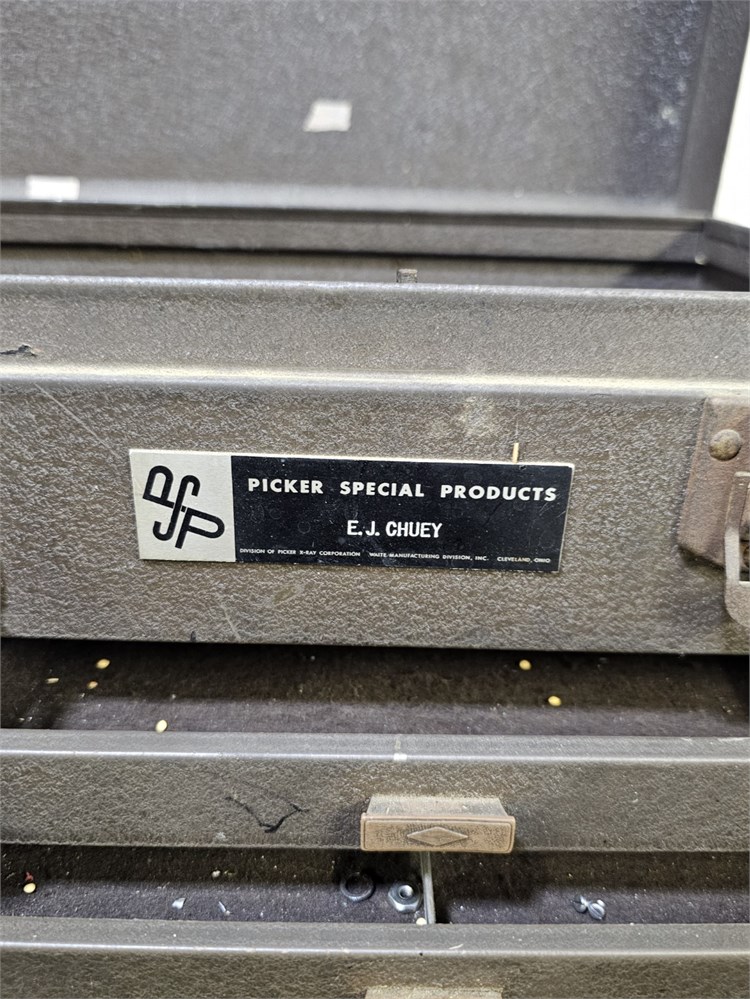 PSP
PICKER SPECIAL PRODUCTS
E.J. CHUEY
DIVISION OF PICKER X-RAY CORPORATION WAITE MANUFACTURING DIVISION, INC. CLEVELAND, OHIO